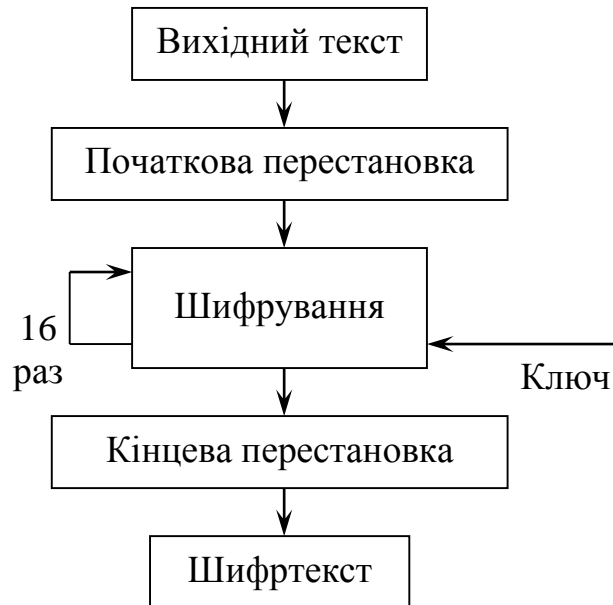 Вихідний текст
Початкова перестановка
Шифрування
16
раз
Ключ
Кінцева перестановка
Шифртекст